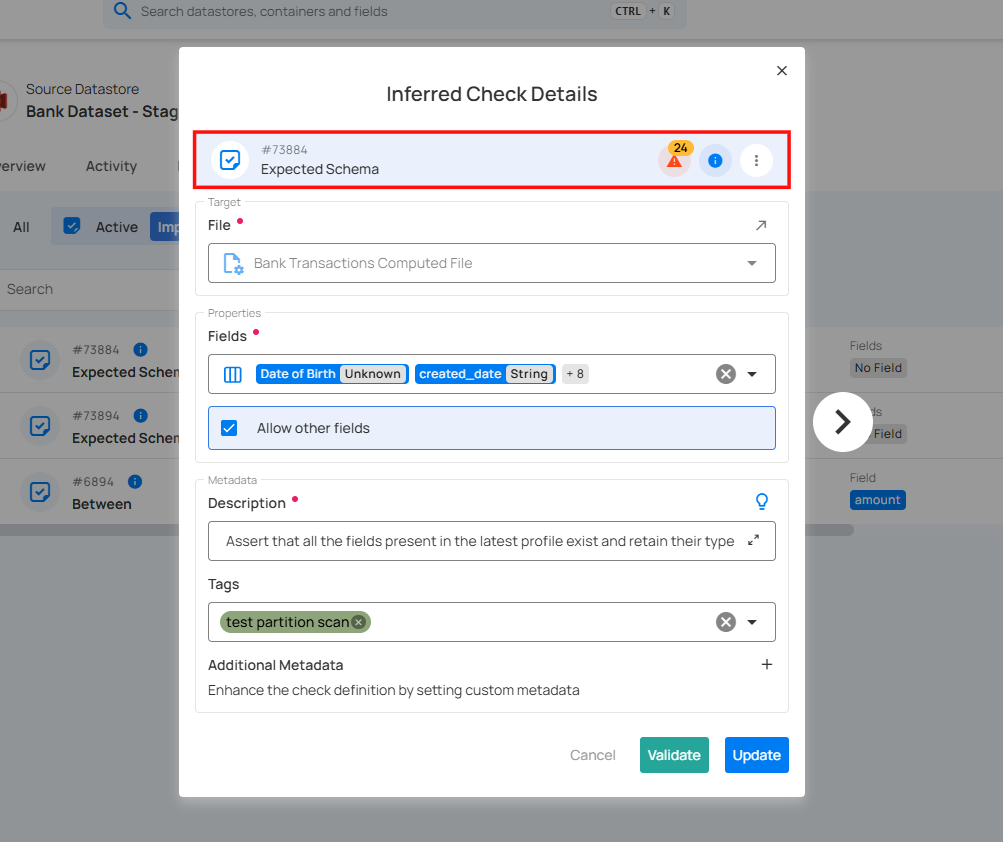 Search datastores, containers and fields CTRL + K
Source Datastore
Bank Dataset - Stag
erview Activity
All Active Imp
Search
#73884
Expected Schem
#73894
Expected Schem
#6894
Between
Inferred Check Details
#73884
Expected Schema
24
Target
File
Bank Transactions Computed File
Properties
Fields
Date of Birth Unknown created_date String + 8
Allow other fields
Metadata
Description
Assert that all the fields present in the latest profile exist and retain their type
Tags
test partition scan
Additional Metadata
Enhance the check definition by setting custom metadata
Cancel Validate Update
Fields
No Field
ds
Field
Field
amount